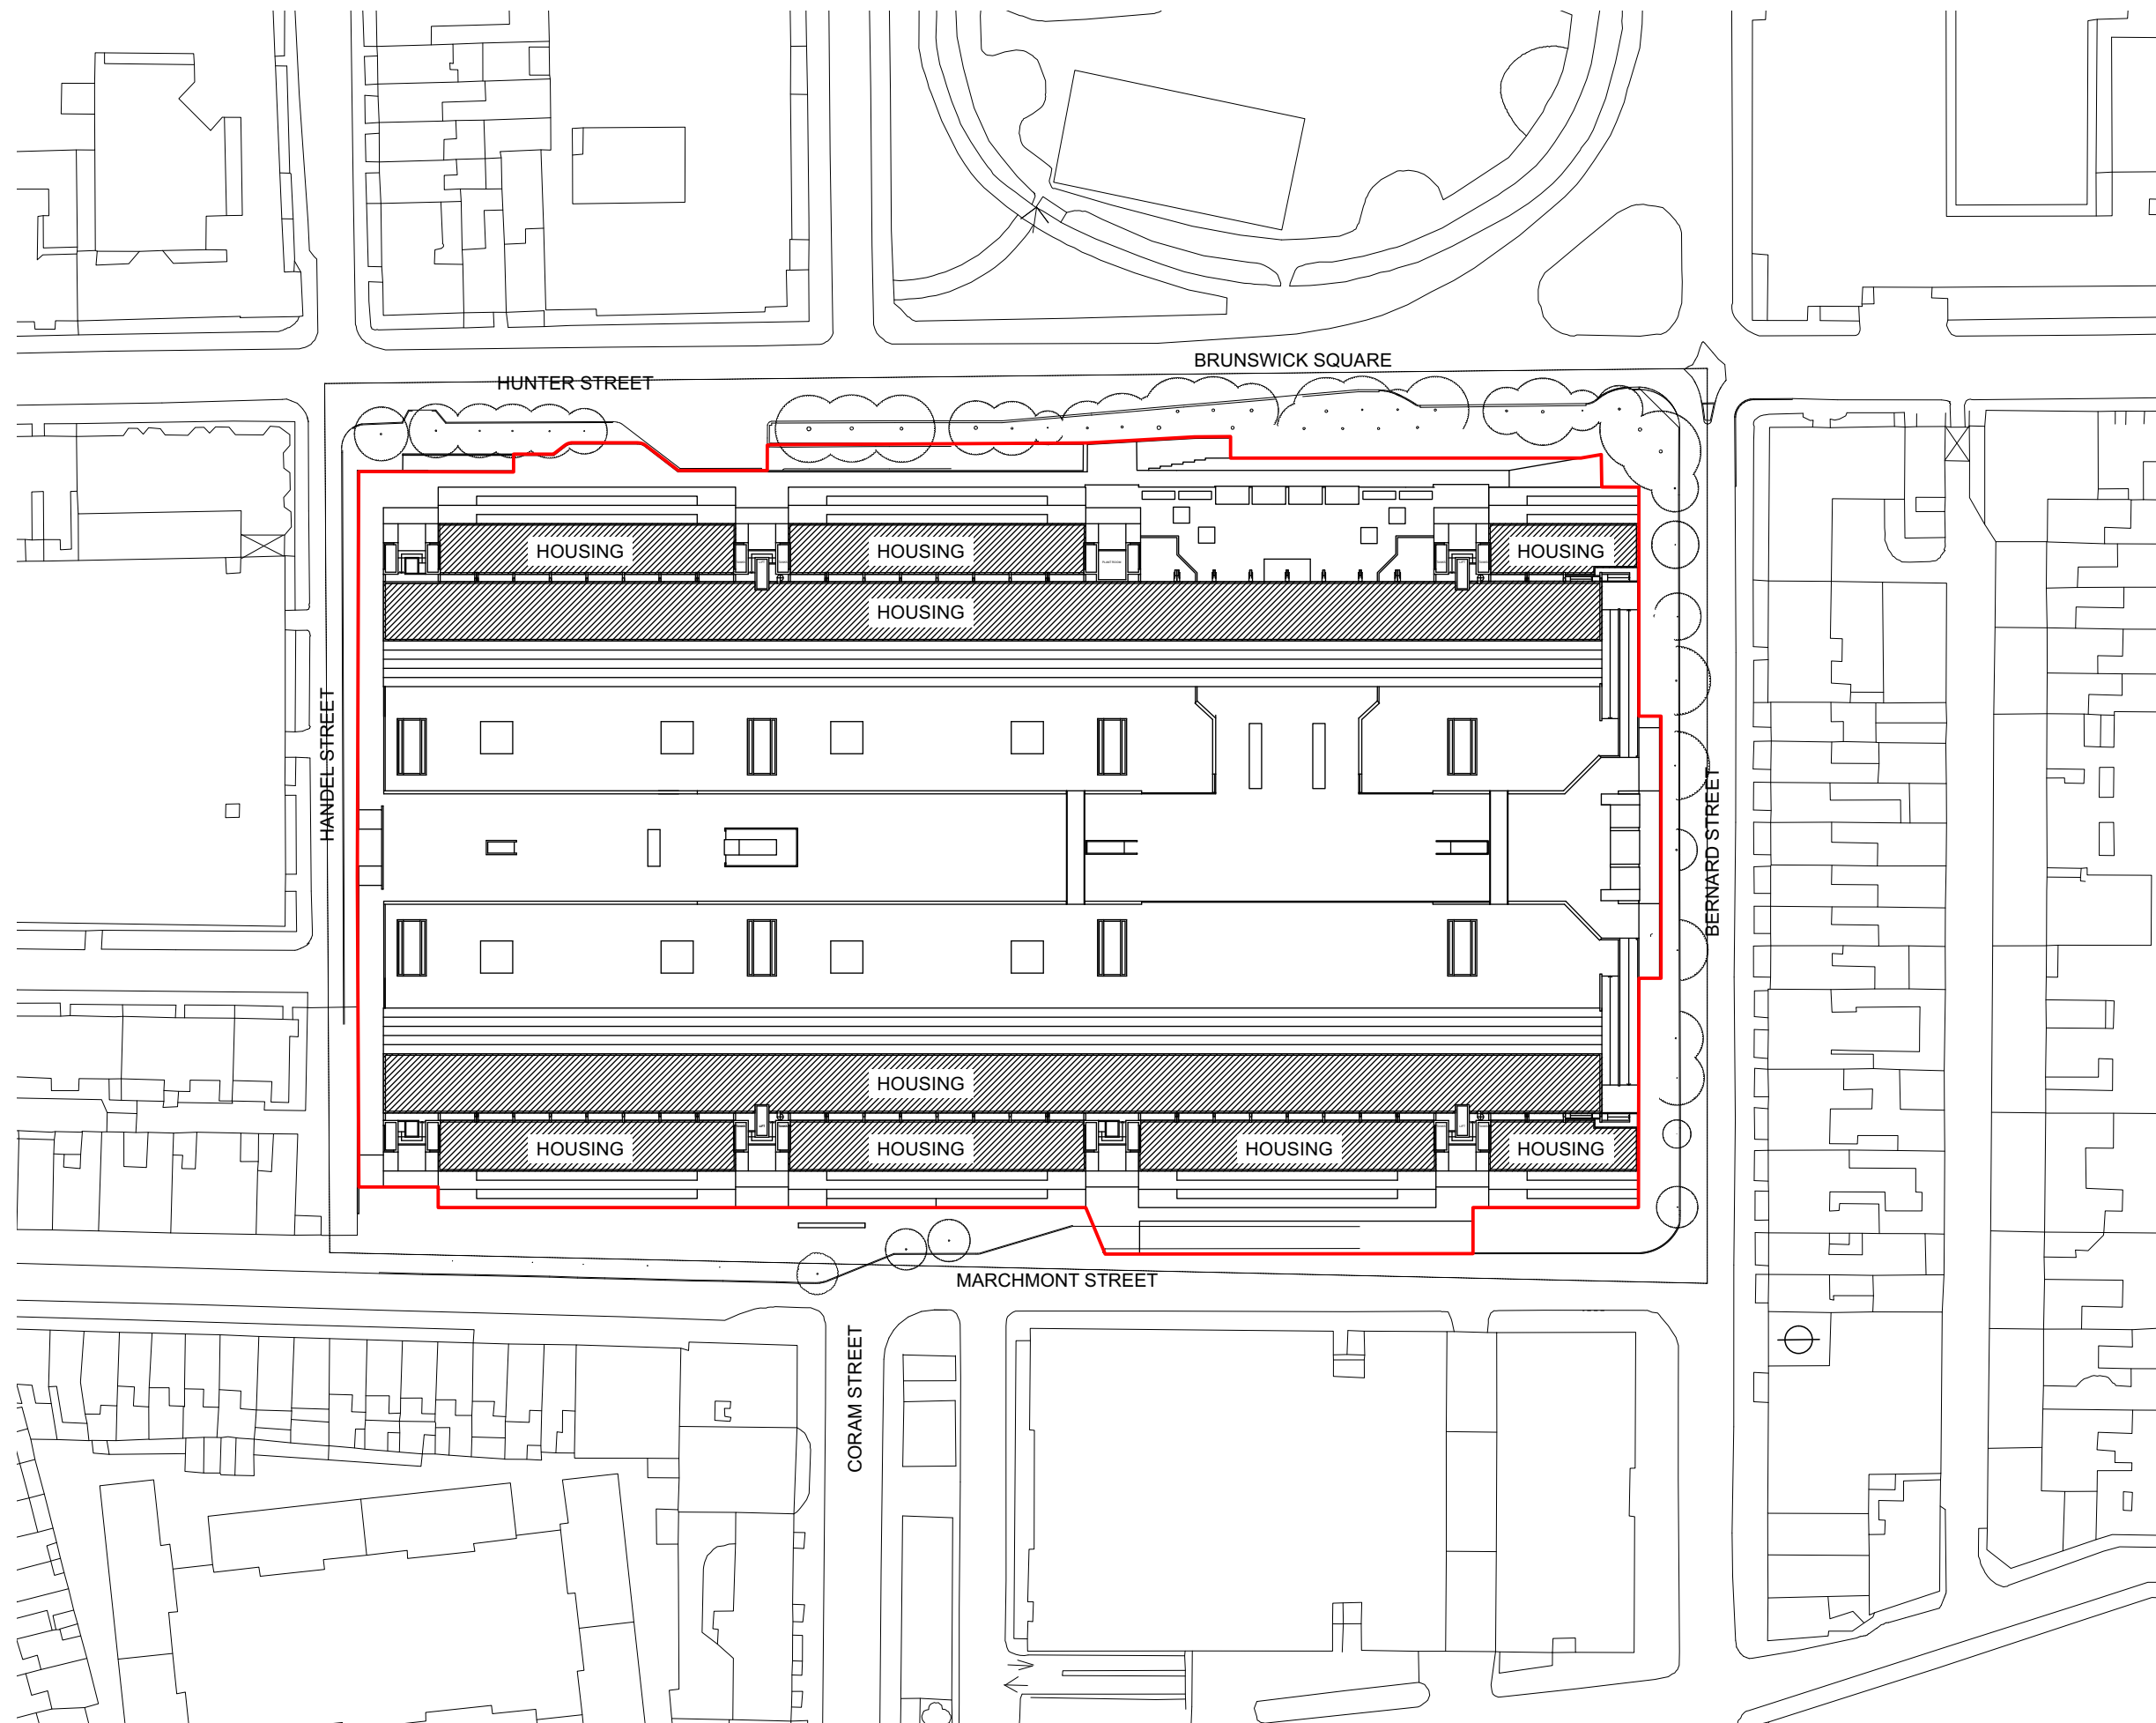 BRUNSWICK SQUARE
HUNTER STREET
HOUSING
HOUSING
HOUSING
HOUSING
HANDEL STREET
BERNARD STREET
HOUSING
HOUSING
HOUSING
HOUSING
HOUSING
MARCHMONT STREET
CORAM STREET